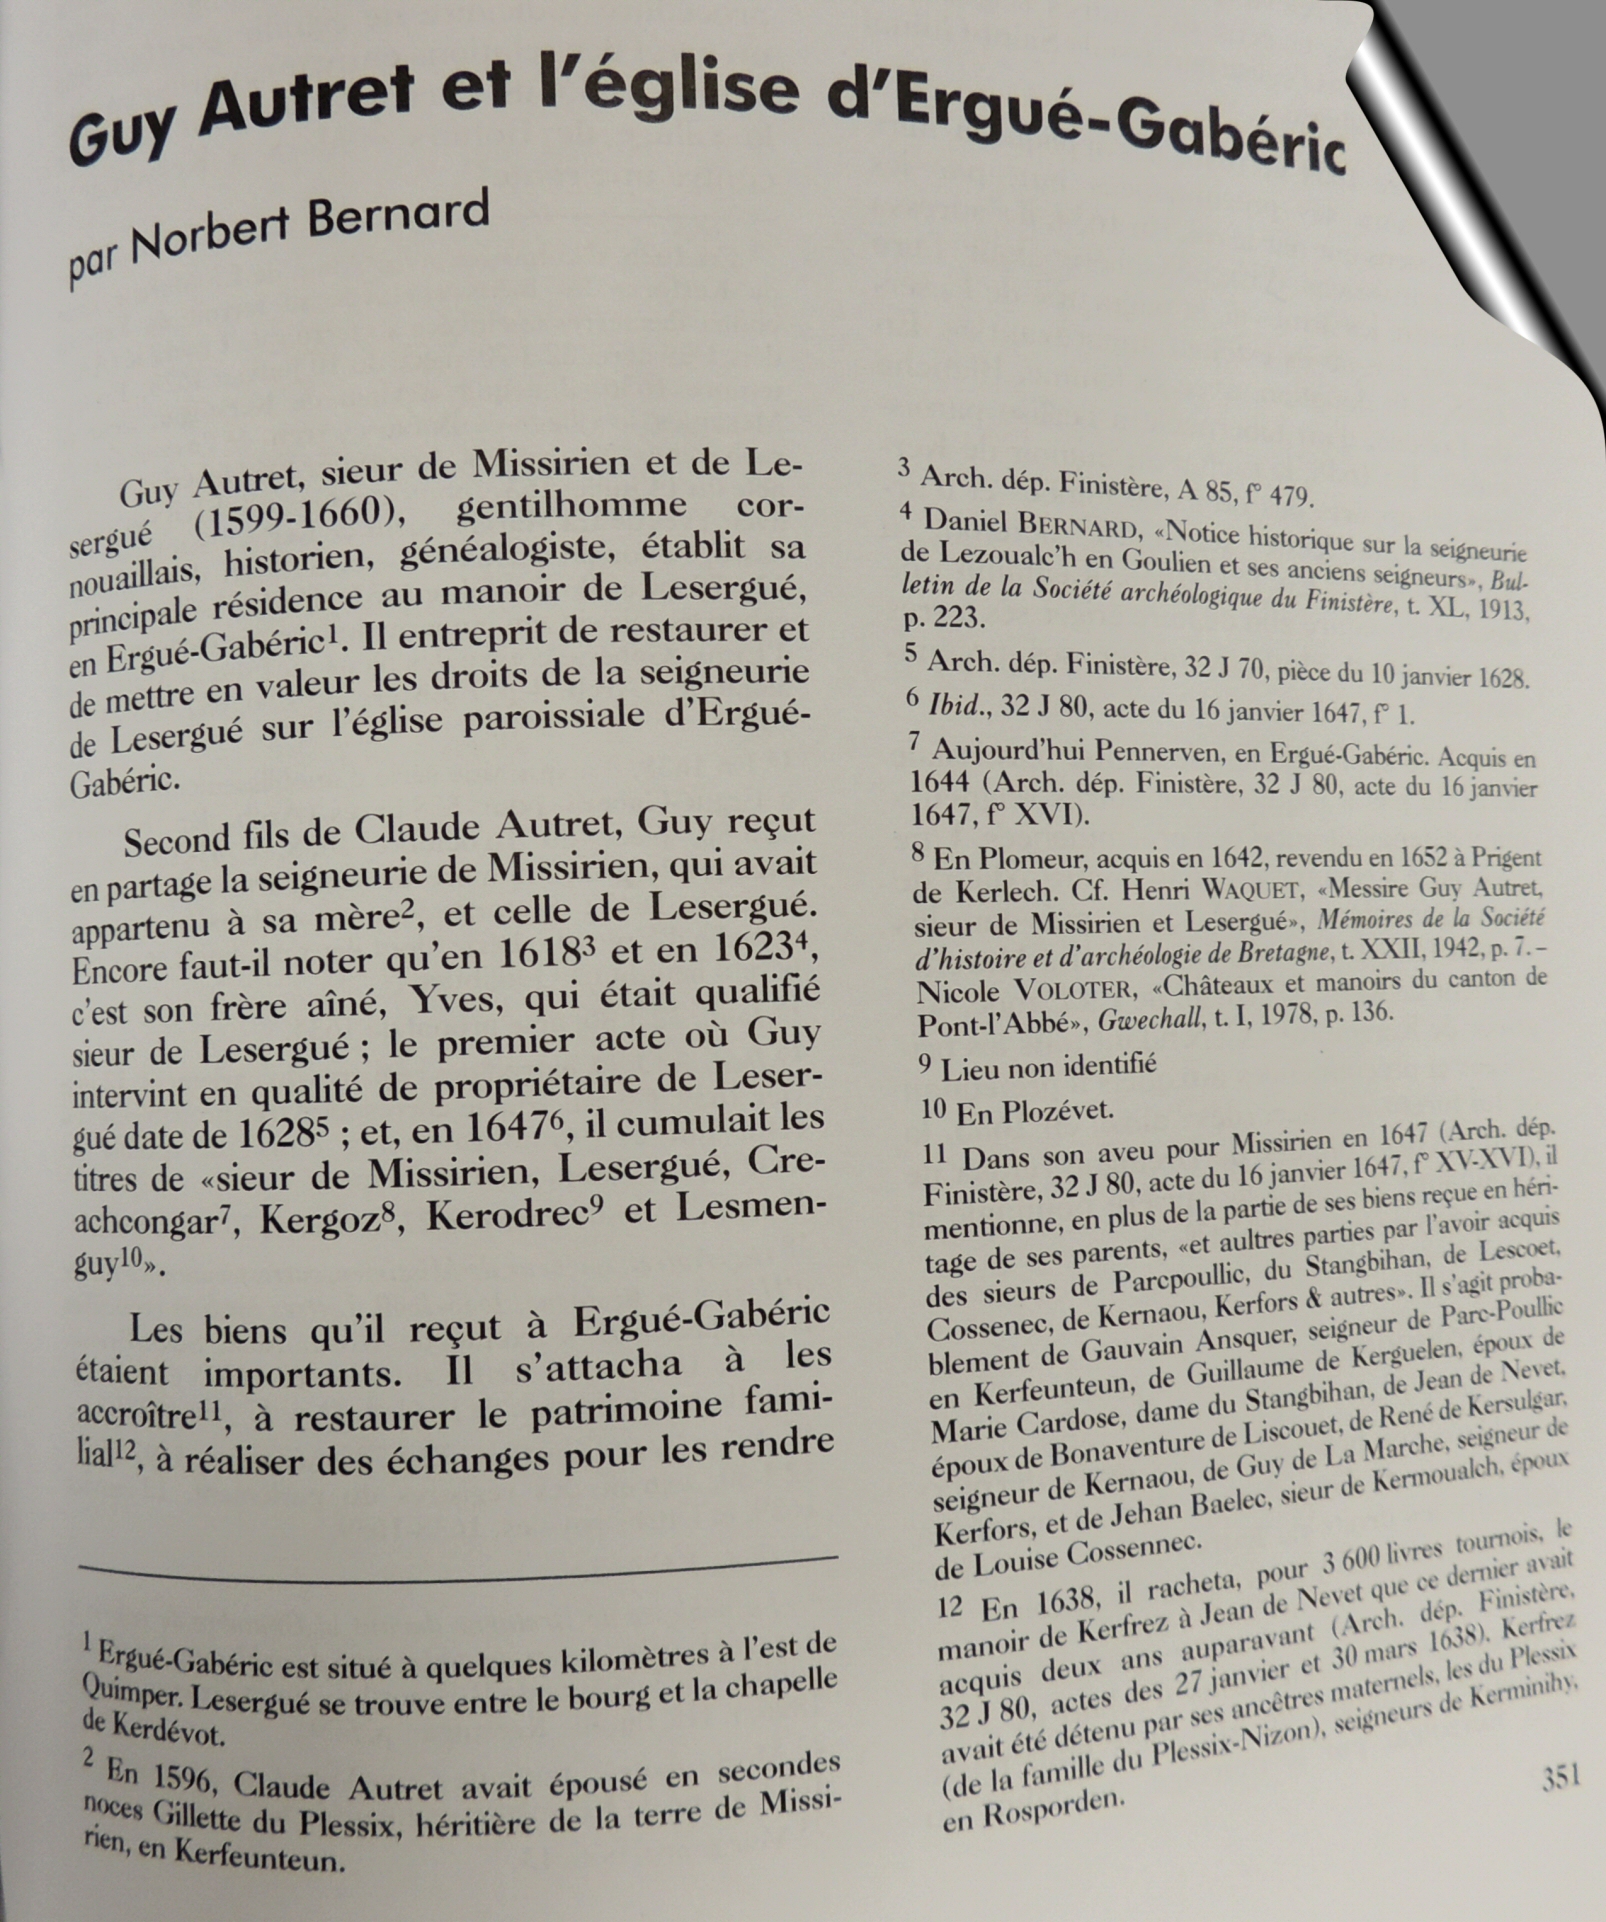 Guy Autret et l'église d'Ergué-Gabéric
par Norbert Bernard
Guy Autret, sieur de Missirien et de Le-
sergué (1599-1660), gentilhomme cor-
nouaillais, historien, généalogiste, établit sa
principale résidence au manoir de Lesergué,
en Ergué-Gabéric1. Il entreprit de restaurer et
de mettre en valeur les droits de la seigneurie
de Lesergué sur l'église paroissiale d'Ergué-
Gabéric.
Second fils de Claude Autret, Guy reçut
en partage la seigneurie de Missirien, qui avait
appartenu à sa mère2, et celle de Lesergué.
Encore faut-il noter qu'en 16183 et en 16234,
c'est son frère aîné, Yves, qui était qualifié
sieur de Lesergué ; le premier acte où Guy
intervint en qualité de propriétaire de Leser-
gué date de 16285 ; et, en 16476, il cumulait les
titres de «sieur de Missirien, Lesergué, Cre-
achcongar7, Kergoz8, Kerodrec9 et Lesmen-
guy10».
Les biens qu'il reçut à Ergué-Gabéric
étaient importants. Il s'attacha à les
accroître11, à restaurer le patrimoine fami-
lial12, à réaliser des échanges pour les rendre
1 Ergué-Gabéric est situé à quelques kilomètres à l'est de
Quimper. Lesergué se trouve entre le bourg et la chapelle
de Kerdévot.
2 En 1596, Claude Autret avait épousé en secondes
noces Gillette du Plessix, héritière de la terre de Missi-
rien, en Kerfeunteun.
3 Arch. dép. Finistère, A 85, f° 479.
4 Daniel BERNARD, «Notice historique sur la seigneurie
de Lezoualc'h en Goulien et ses anciens seigneurs», Bul-
letin de la Société archéologique du Finistère, t. XL, 1913,
p. 223.
5 Arch. dép. Finistère, 32 J 70, pièce du 10 janvier 1628.
6 Ibid., 32 J 80, acte du 16 janvier 1647, f° 1.
7 Aujourd'hui Pennerven, en Ergué-Gabéric. Acquis en
1644 (Arch. dép. Finistère, 32 J 80, acte du 16 janvier
1647, f° XVI).
8 En Plomeur, acquis en 1642, revendu en 1652 à Prigent
de Kerlech. Cf. Henri WAQUET, «Messire Guy Autret,
sieur de Missirien et Lesergué», Mémoires de la Société
d'histoire et d'archéologie de Bretagne, t. XXII, 1942, p. 7. –
Nicole VOLOTER, «Châteaux et manoirs du canton de
Pont-l'Abbé», Gwechall, t. I, 1978, p. 136.
9 Lieu non identifié
10 En Plozévet.
11 Dans son aveu pour Missirien en 1647 (Arch. dép.
Finistère, 32 J 80, acte du 16 janvier 1647, f° XV-XVI), il
mentionne, en plus de la partie de ses biens reçue en héri-
tage de ses parents, «et aultres parties par l'avoir acquis
des sieurs de Parcpoullic, du Stangbihan, de Lescoet,
Cossenec, de Kernaou, Kerfors & autres». Il s'agit proba-
blement de Gauvain Ansquer, seigneur de Parc-Poullic
en Kerfeunteun, de Guillaume de Kerguelen, époux de
Marie Cardose, dame du Stangbihan, de Jean de Nevet,
époux de Bonaventure de Liscouet, de René de Kersulgar,
seigneur de Kernaou, de Guy de La Marche, seigneur de
Kerfors, et de Jehan Baelec, sieur de Kermoualch, époux
de Louise Cossennec.
12 En 1638, il racheta, pour 3 600 livres tournois, le
manoir de Kerfrez à Jean de Nevet que ce dernier avait
acquis deux ans auparavant (Arch. dép. Finistère,
32 J 80, actes des 27 janvier et 30 mars 1638). Kerfrez
avait été détenu par ses ancêtres maternels, les du Plessix
(de la famille du Plessix-Nizon), seigneurs de Kerminihy,
en Rosporden.
351